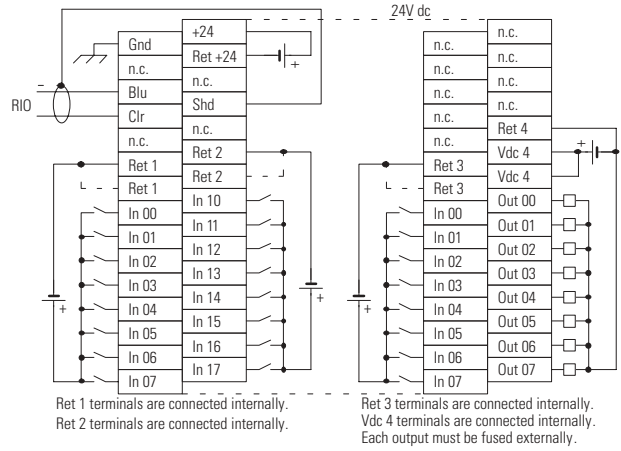 24V dc
+24
Gnd
Ret +24
n.c.
n.c.
Blu
Shd
Clr
n.c.
n.c.
Ret 2
Ret 1
Ret 2
Ret 1
In 10
In 00
In 11
In 01
In 12
In 02
In 13
In 03
In 14
In 04
In 15
In 05
In 16
In 06
In 17
In 07
RIO
–
+
+
+
n.c.
n.c.
n.c.
n.c.
n.c.
n.c.
n.c.
n.c.
n.c.
Ret 4
Vdc 4
Ret 3
Vdc 4
Ret 3
Out 00
In 00
Out 01
In 01
Out 02
In 02
Out 03
In 03
Out 04
In 04
Out 05
In 05
Out 06
In 06
Out 07
In 07
+
+
Ret 1 terminals are connected internally.
Ret 2 terminals are connected internally.
Ret 3 terminals are connected internally.
Vdc 4 terminals are connected internally.
Each output must be fused externally.